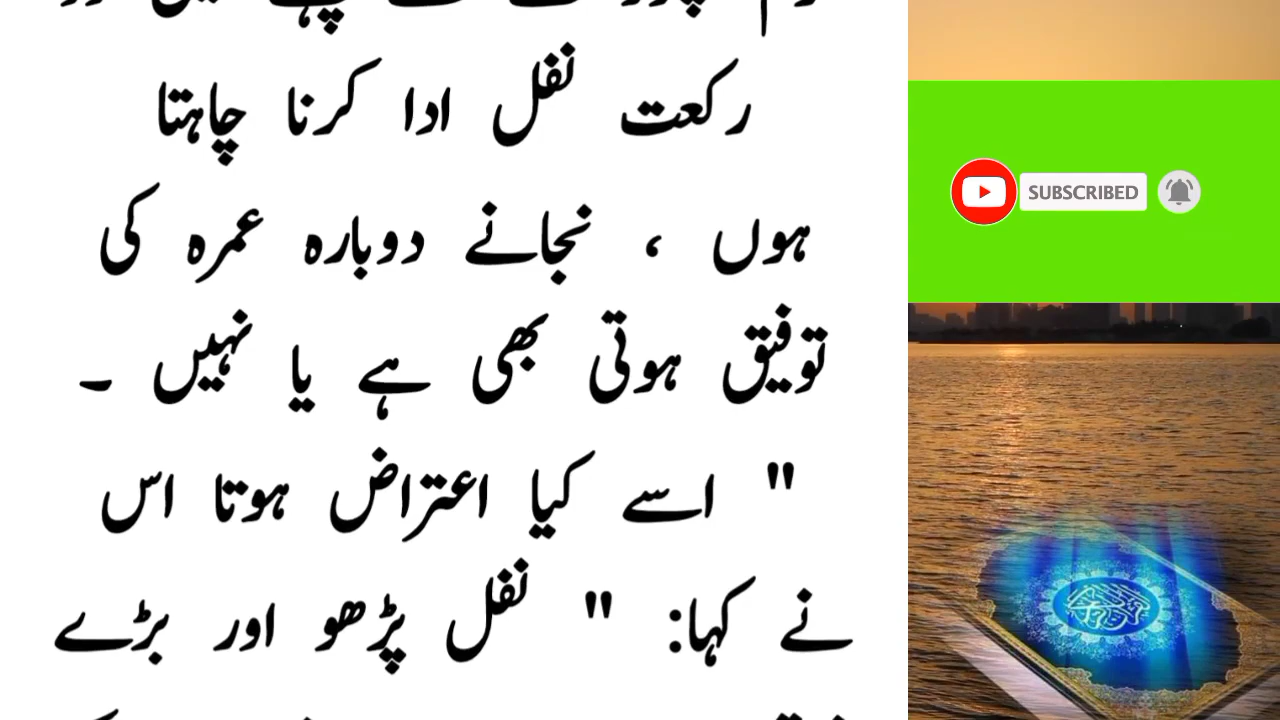 رکعت نفل ادا کرنا چاہتا
ہوں ، نجانے دوبارہ عمرہ کی
توفیق ہوتی بھی ہے یا نہیں ۔
" اسے کیا اعتراض ہوتا اس
نے کہا: " نفل پڑھو اور بڑے
SUBSCRIBED